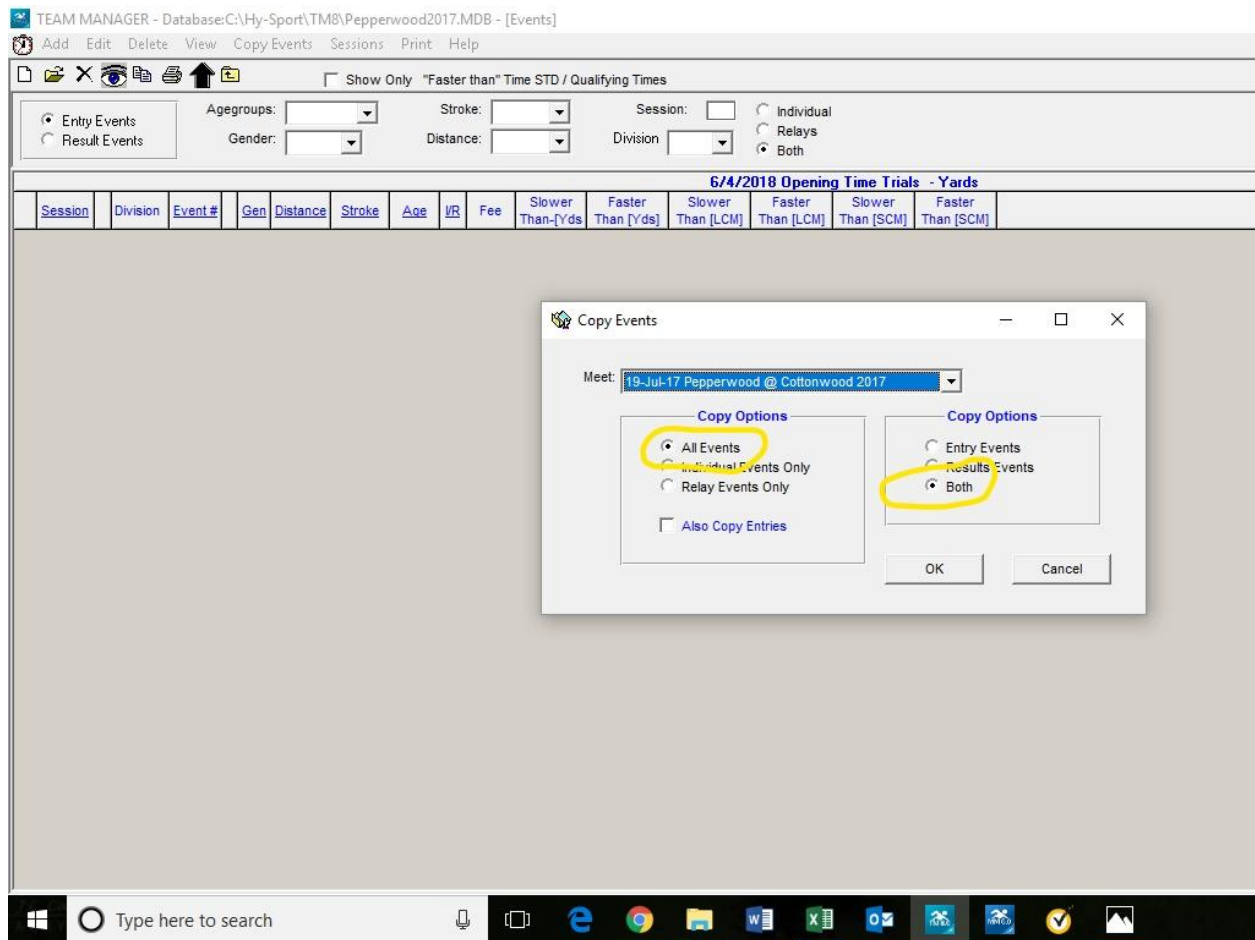 TEAM MANAGER - Database:C:\Hy-Sport\TM8\Pepperwood2017.MDB - [Events]
Add Edit Delete View Copy Events Sessions Print Help
Show Only "Faster than" Time STD / Qualifying Times
Entry Events
Result Events
Agegroups:
Gender:
Stroke:
Distance:
Session:
Division
Individual
Relays
Both
6/4/2018 Opening Time Trials - Yards
Session Division Event # Gen Distance Stroke Age I/R Fee Slower Than-[Yds Faster Than [Yds] Slower Than [LCM] Faster Than [LCM] Slower Than [SCM] Faster Than [SCM]
Copy Events
Meet: 19-Jul-17 Pepperwood @ Cottonwood 2017
Copy Options
All Events
Individual Events Only
Relay Events Only
Also Copy Entries
Copy Options
Entry Events
Results Events
Both
OK Cancel
Type here to search